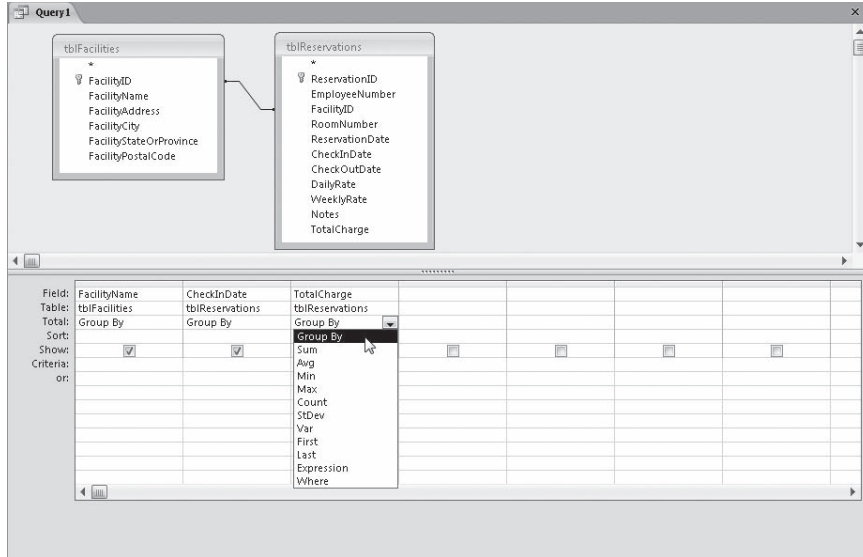 Query1
tblFacilities
*
FacilityID
FacilityName
FacilityAddress
FacilityCity
FacilityStateOrProvince
FacilityPostalCode
tblReservations
*
ReservationID
EmployeeNumber
FacilityID
RoomNumber
ReservationDate
CheckInDate
CheckOutDate
DailyRate
WeeklyRate
Notes
TotalCharge
Field: FacilityName CheckInDate TotalCharge
Table: tblFacilities tblReservations tblReservations
Total: Group By Group By Group By
Sort:
Show:
Criteria:
or:
Group By
Sum
Avg
Min
Max
Count
StDev
Var
First
Last
Expression
Where